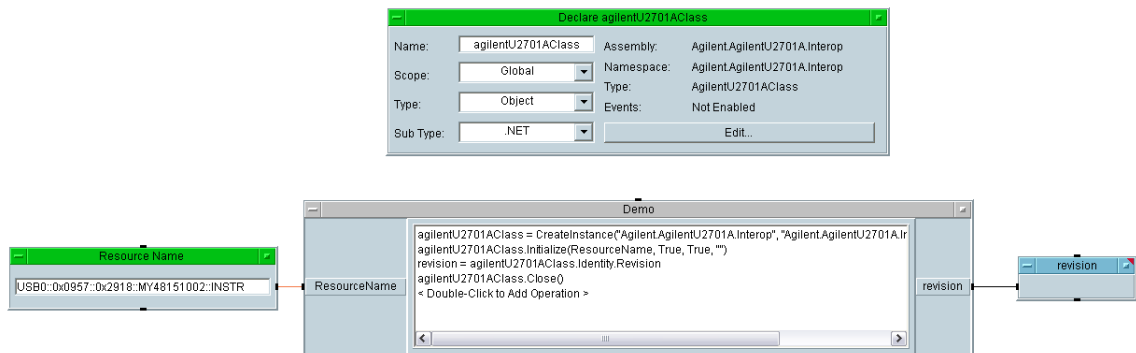 Declare agilentU2701AClass
Name: agilentU2701AClass Assembly: Agilent.AgilentU2701A.Interop
Scope: Global Namespace: Agilent.AgilentU2701A.Interop
Type: AgilentU2701AClass
Type: Object Events: Not Enabled
Sub Type: .NET Edit...
Demo
agilentU2701AClass = CreateInstance("Agilent.AgilentU2701A.Interop", "Agilent.AgilentU2701A.Ir
agilentU2701AClass.Initialize(ResourceName, True, True, "")
Resource Name revision = agilentU2701AClass.Identity.Revision revision
agilentU2701AClass.Close()
USB0::0x0957::0x2918::MY48151002::INSTR ResourceName < Double-Click to Add Operation > revision